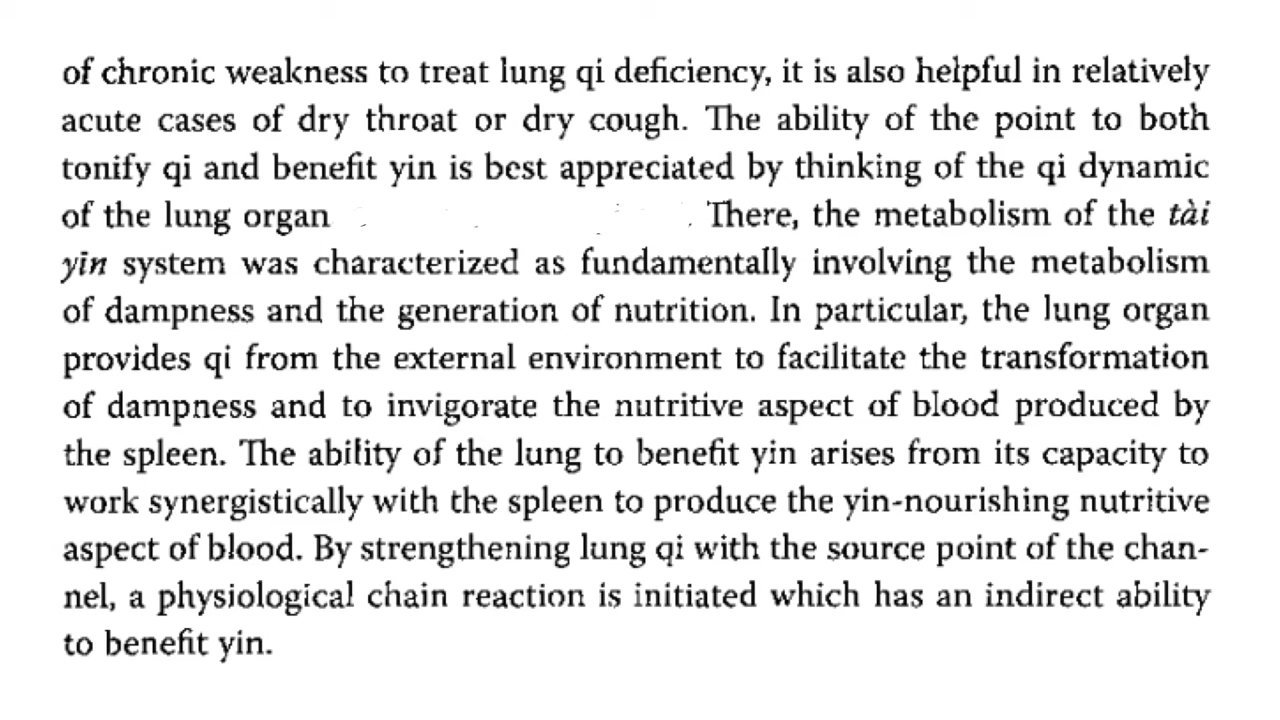 of chronic weakness to treat lung qi deficiency, it is also helpful in relatively
acute cases of dry throat or dry cough. The ability of the point to both
tonify qi and benefit yin is best appreciated by thinking of the qi dynamic
of the lung organ There, the metabolism of the tài
yīn system was characterized as fundamentally involving the metabolism
of dampness and the generation of nutrition. In particular, the lung organ
provides qi from the external environment to facilitate the transformation
of dampness and to invigorate the nutritive aspect of blood produced by
the spleen. The ability of the lung to benefit yin arises from its capacity to
work synergistically with the spleen to produce the yin-nourishing nutritive
aspect of blood. By strengthening lung qi with the source point of the chan-
nel, a physiological chain reaction is initiated which has an indirect ability
to benefit yin.